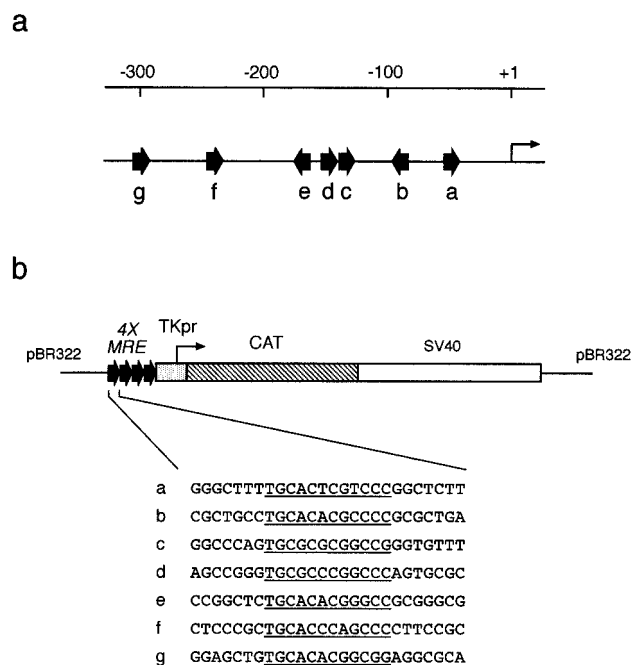 a
-300 -200 -100 +1
g f e d c b a
b
4X MRE TKpr CAT SV40
pBR322 pBR322
a GGGCTTTTGCACTCGTCCCGGCTCTT
b CGCTGCCTGCACACGCCCCGCGCTGA
c GGCCCAGTGCGCGCGGCCGGGTGTTT
d AGCCGGGTGCGCCCGGCCCAGTGCGC
e CCGGCTCTGCACACGGGCCGCGGGCG
f CTCCCGCTGCACCCAGCCCCTTCCGC
g GGAGCTGTGCACACGGCGGAGGCGCA